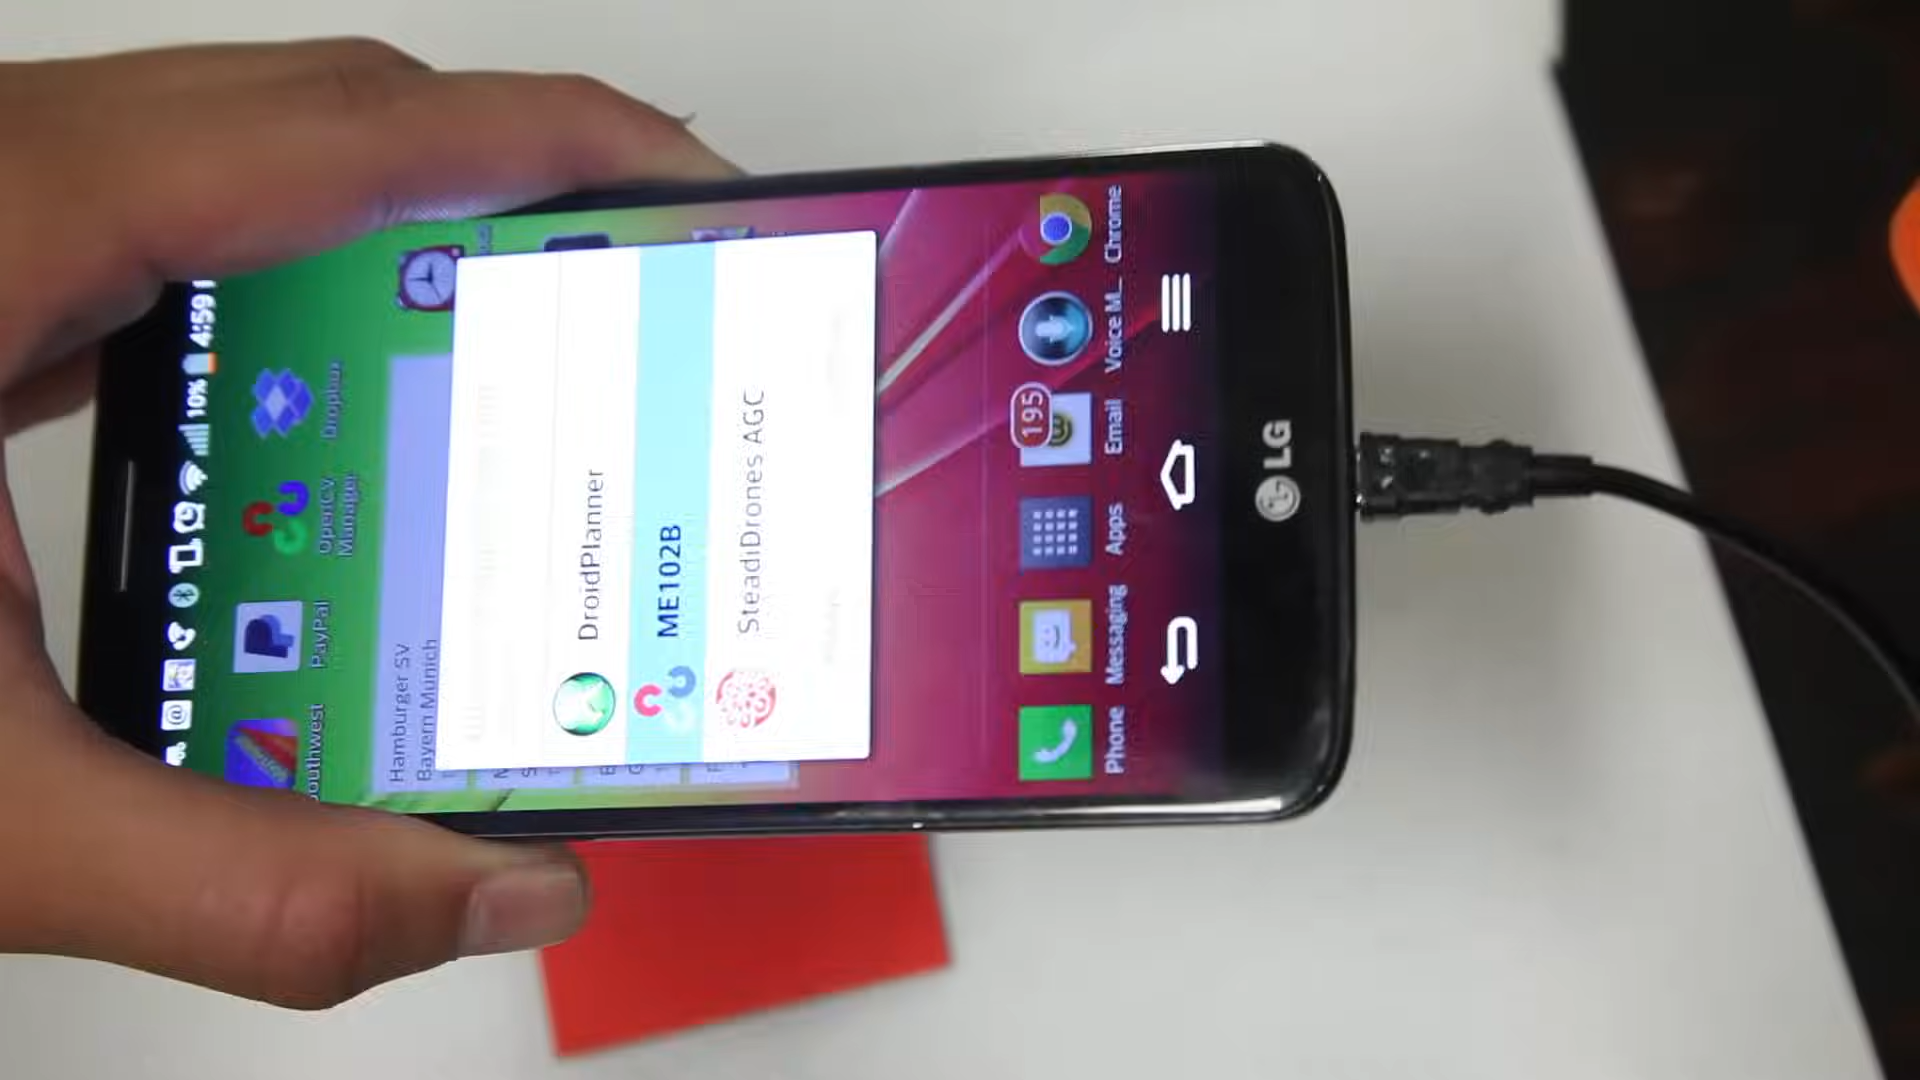 10% 4:59
Southwest
PayPal
OpenCV
Manager
Dropbox
Hamburger SV
Bayern Munich
DroidPlanner
ME102B
SteadiDrones AGC
195
Phone
Messaging
Apps
Email
Voice M...
Chrome
LG